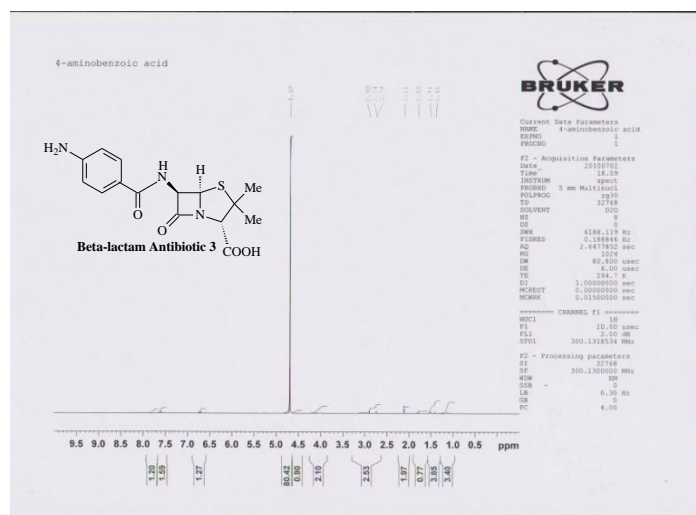 4-aminobenzoic acid
BRUKER
Current Data Parameters
NAME 4-aminobenzoic acid
EXPNO 1
PROCNO 1
F2 - Acquisition Parameters
Date_ 20100702
Time 18.09
INSTRUM spect
PROBHD 5 mm Multinucl
PULPROG zg30
TD 32768
SOLVENT D2O
NS 8
DS 0
SWH 6188.119 Hz
FIDRES 0.188846 Hz
AQ 2.6477852 sec
RG 1024
DW 80.800 usec
DE 6.00 usec
TE 294.7 K
D1 1.00000000 sec
MCREST 0.00000000 sec
MCWRK 0.01500000 sec
======== CHANNEL f1 ========
NUC1 1H
P1 10.00 usec
PL1 2.00 dB
SFO1 300.1318534 MHz
F2 - Processing parameters
SI 32768
SF 300.1300000 MHz
WDW EM
SSB 0
LB 0.30 Hz
GB 0
PC 4.00
H2N
H
N
H
S
Me
Me
O
O
N
COOH
Beta-lactam Antibiotic 3
9.5 9.0 8.5 8.0 7.5 7.0 6.5 6.0 5.5 5.0 4.5 4.0 3.5 3.0 2.5 2.0 1.5 1.0 0.5 ppm
1.20 1.59 1.27 80.42 0.90 2.10 2.53 1.97 0.77 3.85 3.40